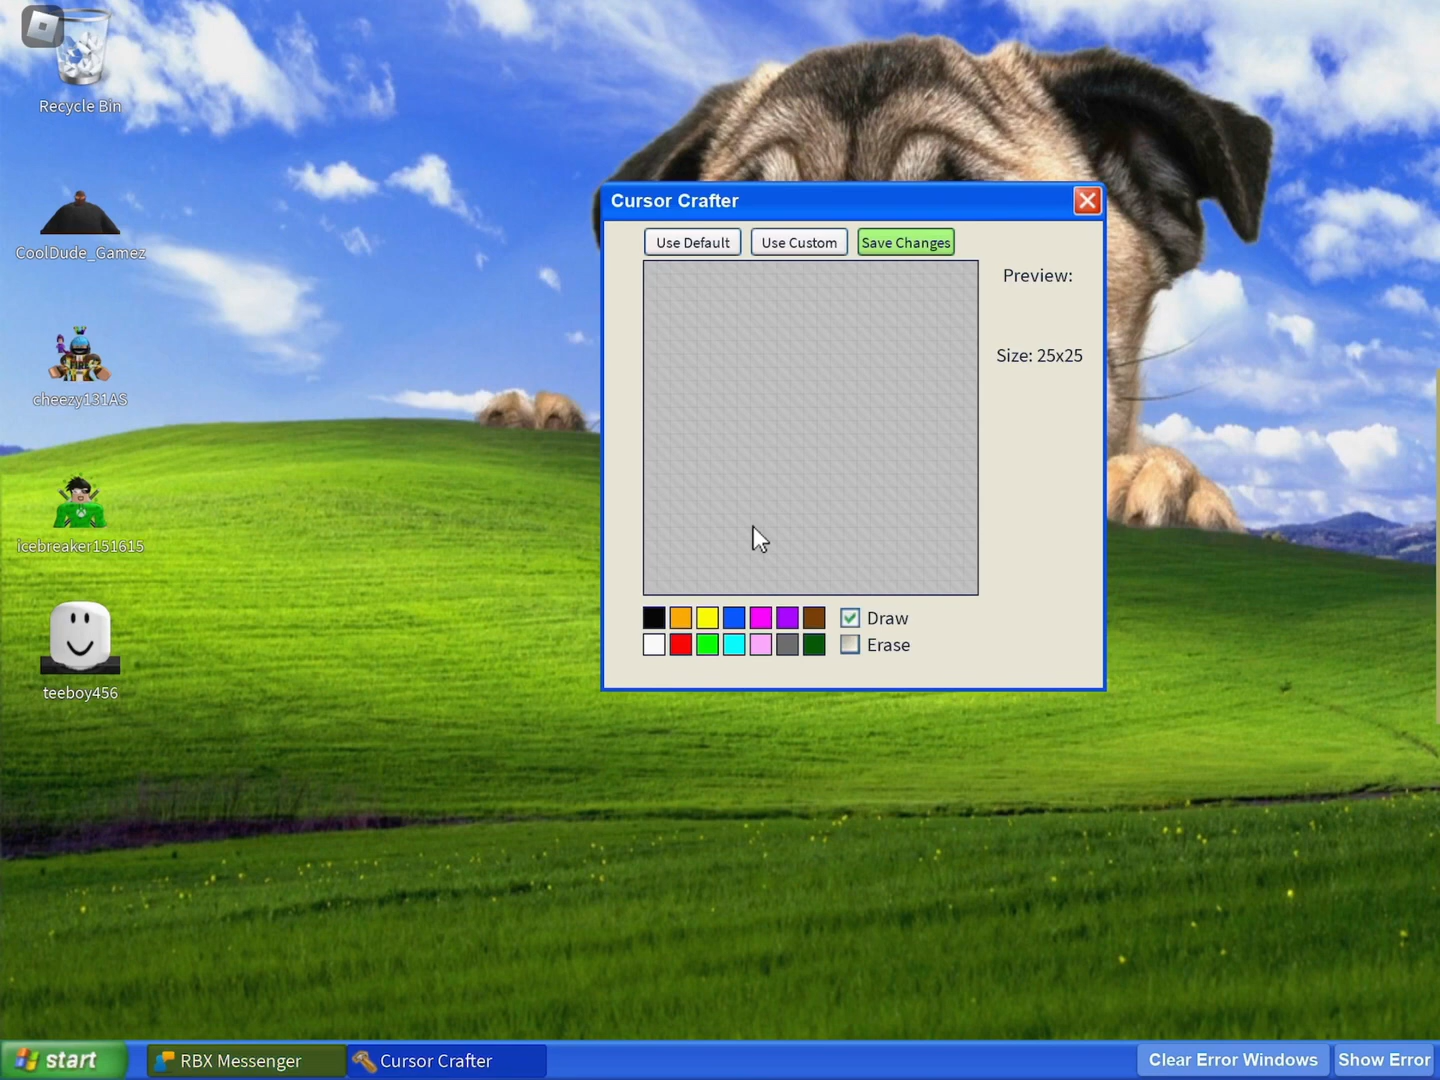 Recycle Bin
CoolDude_Gamez
cheezy131AS
icebreaker151615
teeboy456
Cursor Crafter
Use Default
Use Custom
Save Changes
Preview:
Size: 25x25
Draw
Erase
start
RBX Messenger
Cursor Crafter
Clear Error Windows
Show Error